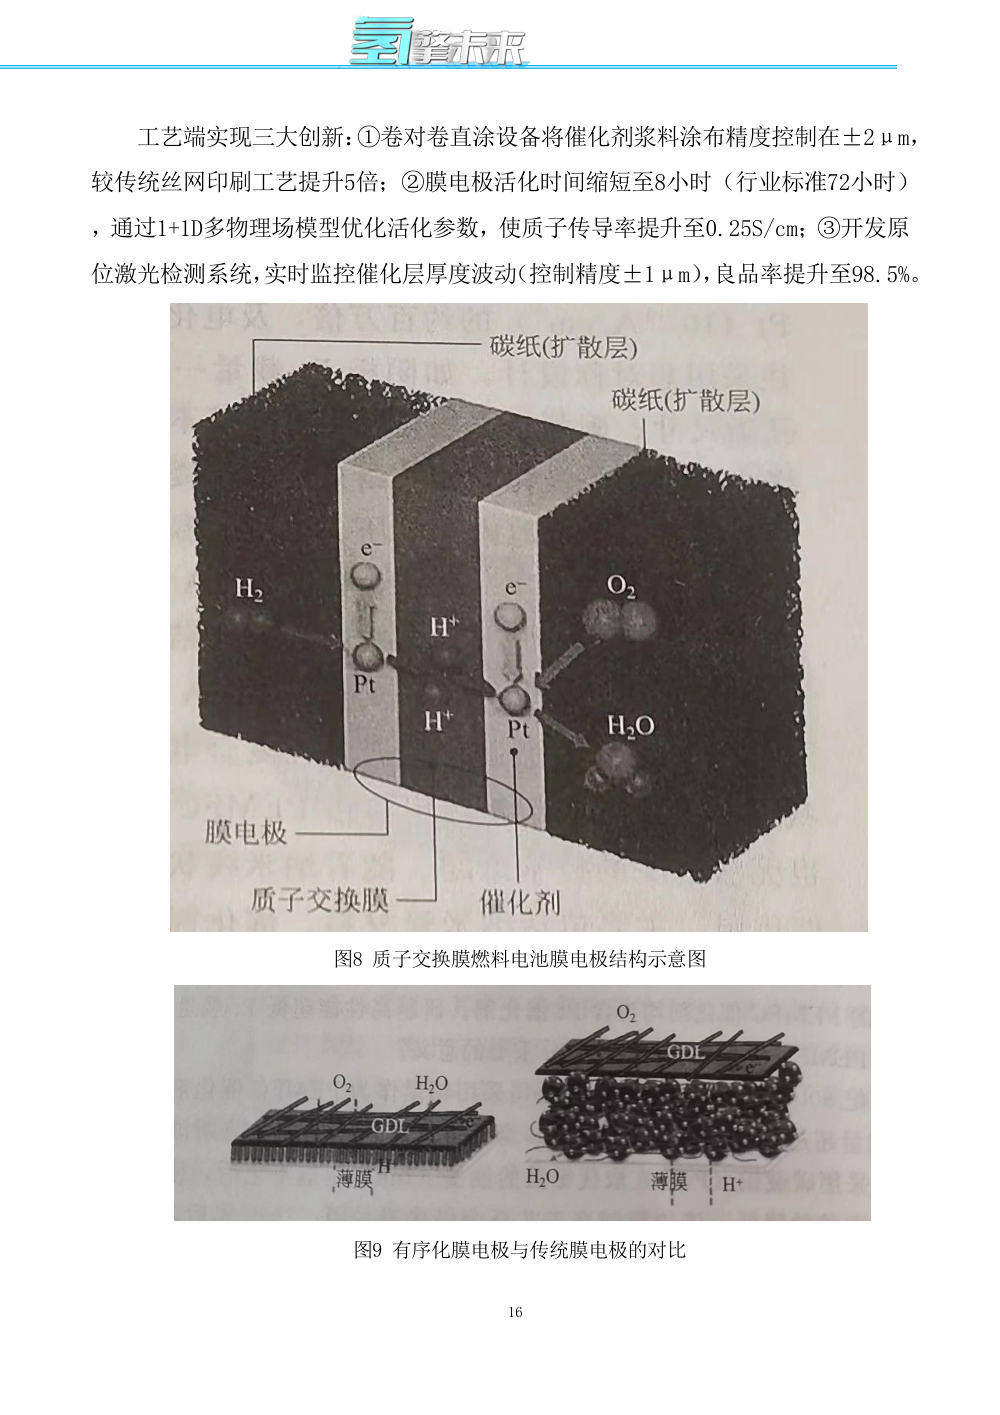 氢擎未来
工艺端实现三大创新:①卷对卷直涂设备将催化剂浆料涂布精度控制在±2μm,
较传统丝网印刷工艺提升5倍；②膜电极活化时间缩短至8小时（行业标准72小时）
，通过1+1D多物理场模型优化活化参数，使质子传导率提升至0.25S/cm；③开发原
位激光检测系统,实时监控催化层厚度波动(控制精度±1μm),良品率提升至98.5%。
碳纸(扩散层)
碳纸(扩散层)
e⁻
H₂
e⁻
O₂
H⁺
Pt
H⁺
Pt
H₂O
膜电极
质子交换膜
催化剂
图8 质子交换膜燃料电池膜电极结构示意图
O₂
GDL
e⁻
O₂
H₂O
GDL
e⁻
H⁺
薄膜
H₂O
薄膜
H⁺
图9 有序化膜电极与传统膜电极的对比
16